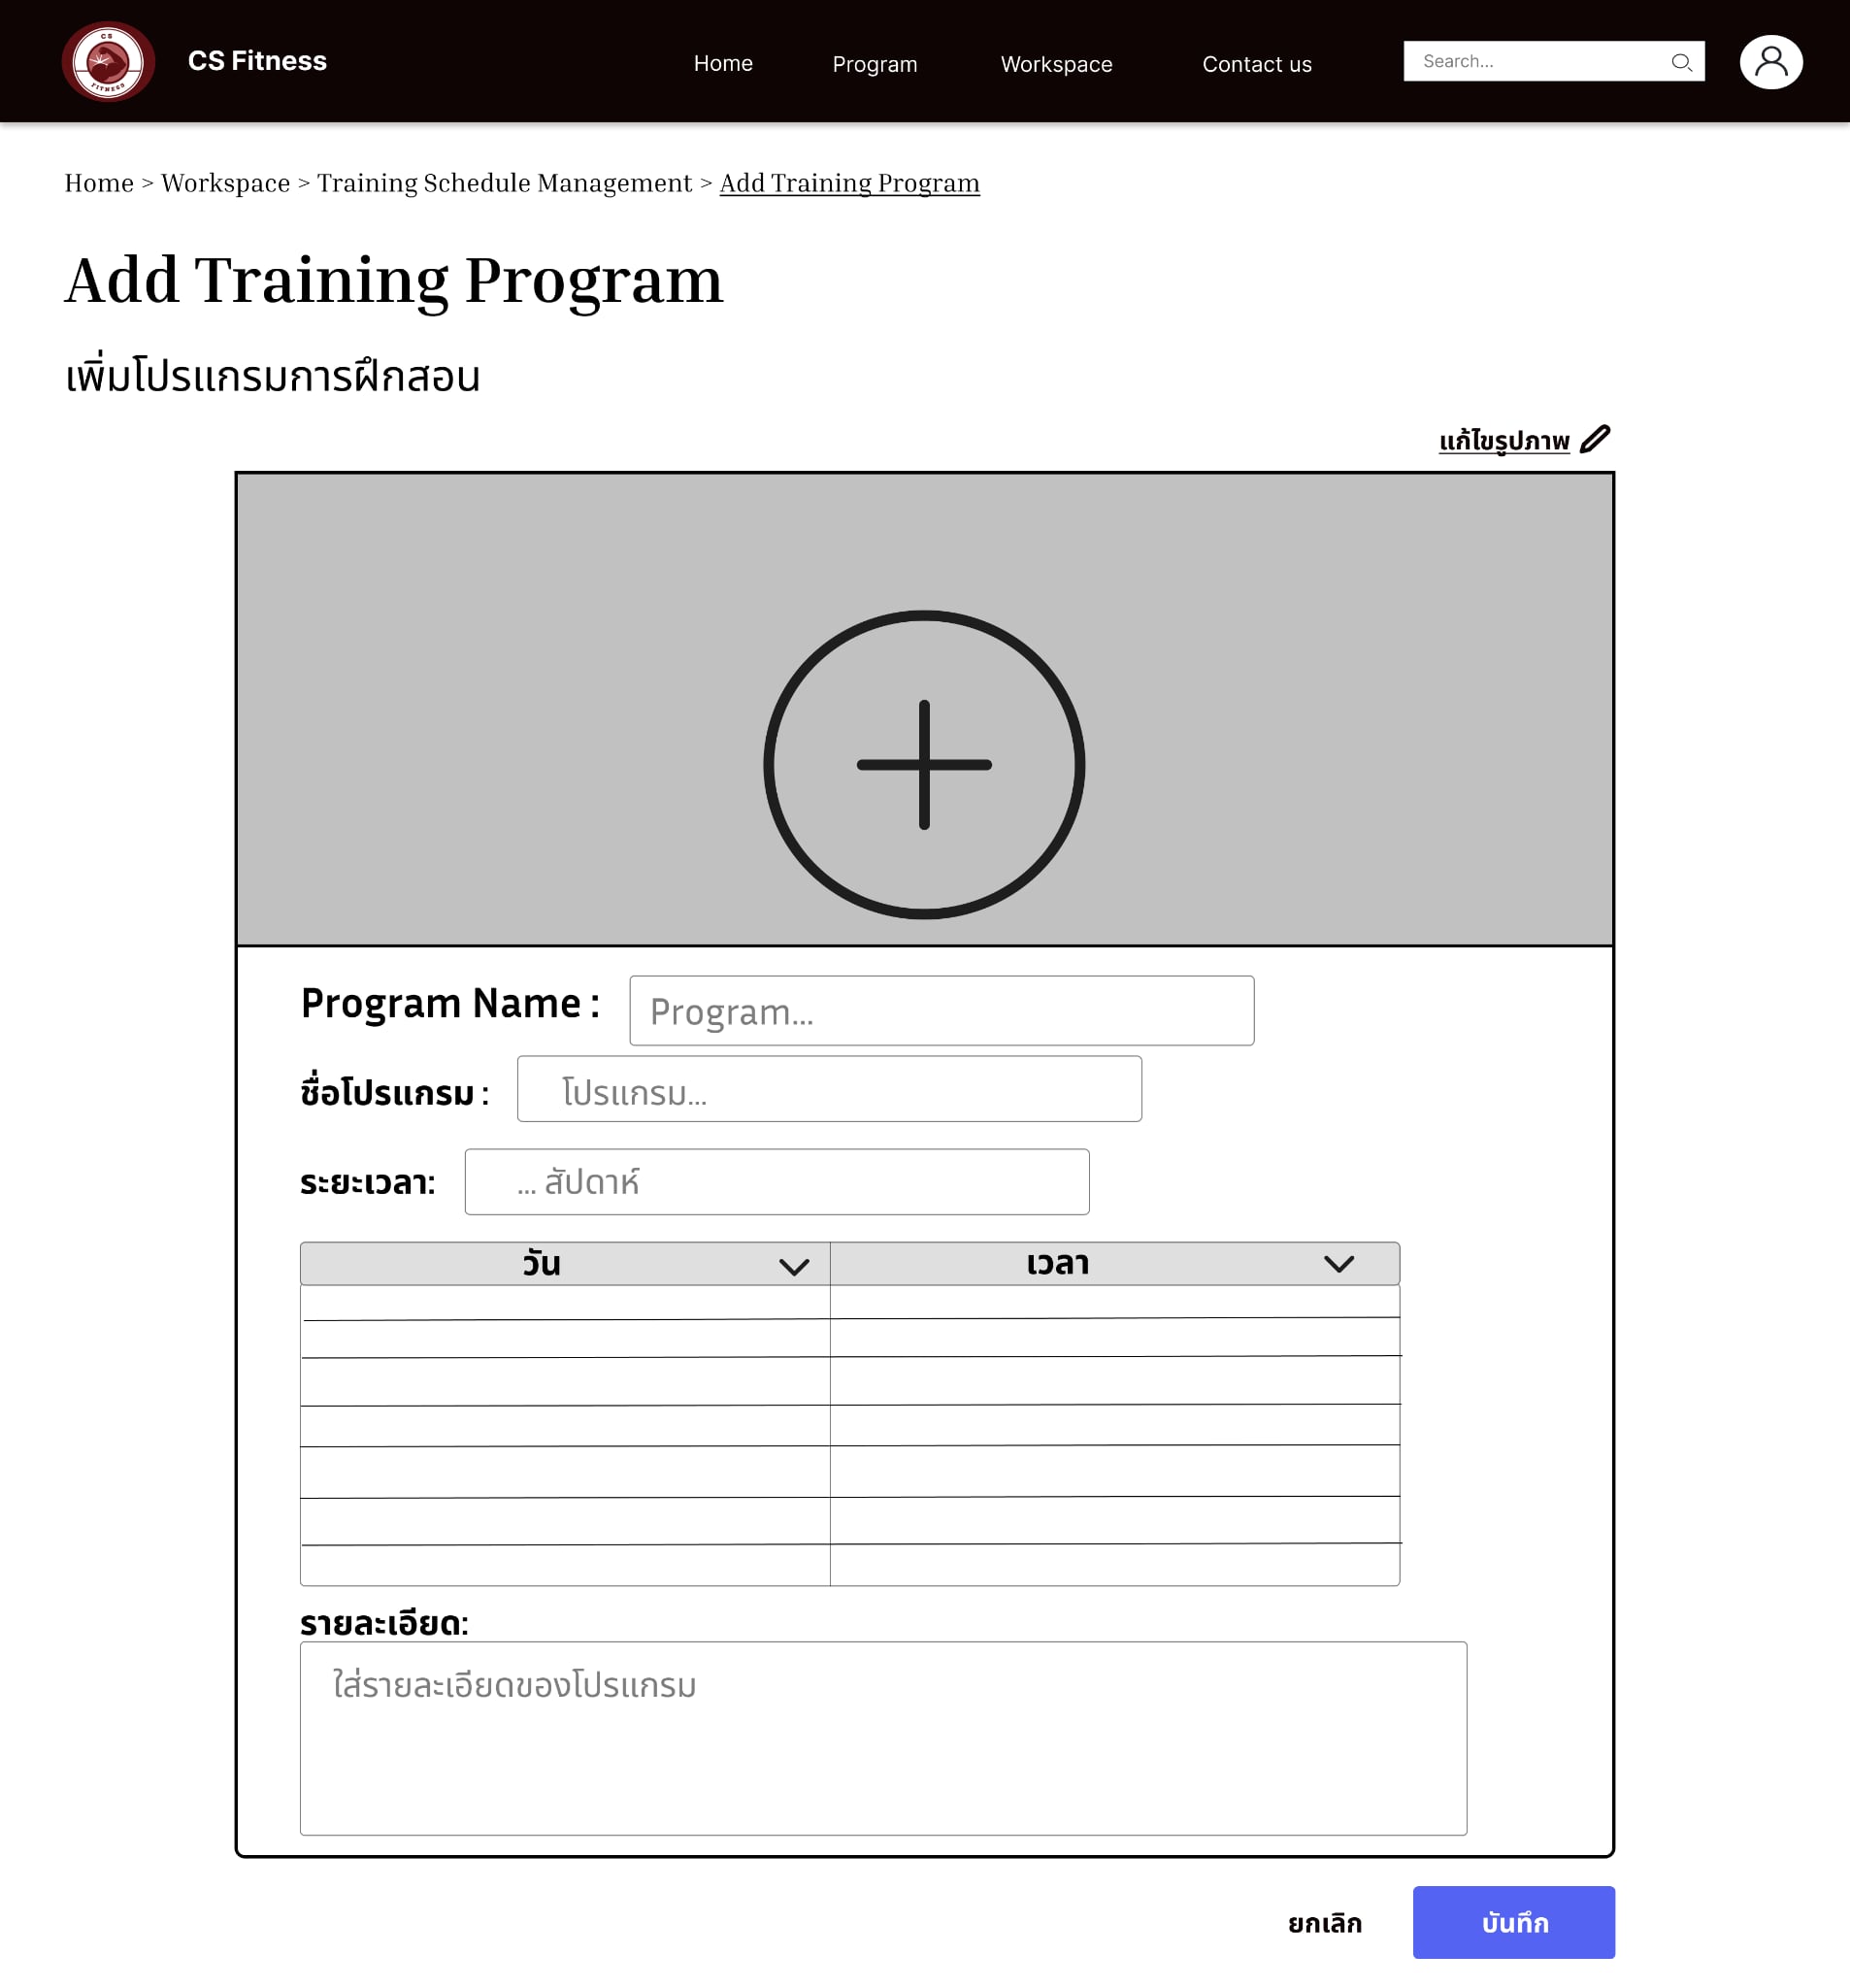 CS
FITNESS
CS Fitness
Home
Program
Workspace
Contact us
Search...
Home > Workspace > Training Schedule Management > Add Training Program
Add Training Program
เพิ่มโปรแกรมการฝึกสอน
แก้ไขรูปภาพ
Program Name :
Program...
ชื่อโปรแกรม :
โปรแกรม...
ระยะเวลา:
... สัปดาห์
วัน
เวลา
รายละเอียด:
ใส่รายละเอียดของโปรแกรม
ยกเลิก
บันทึก